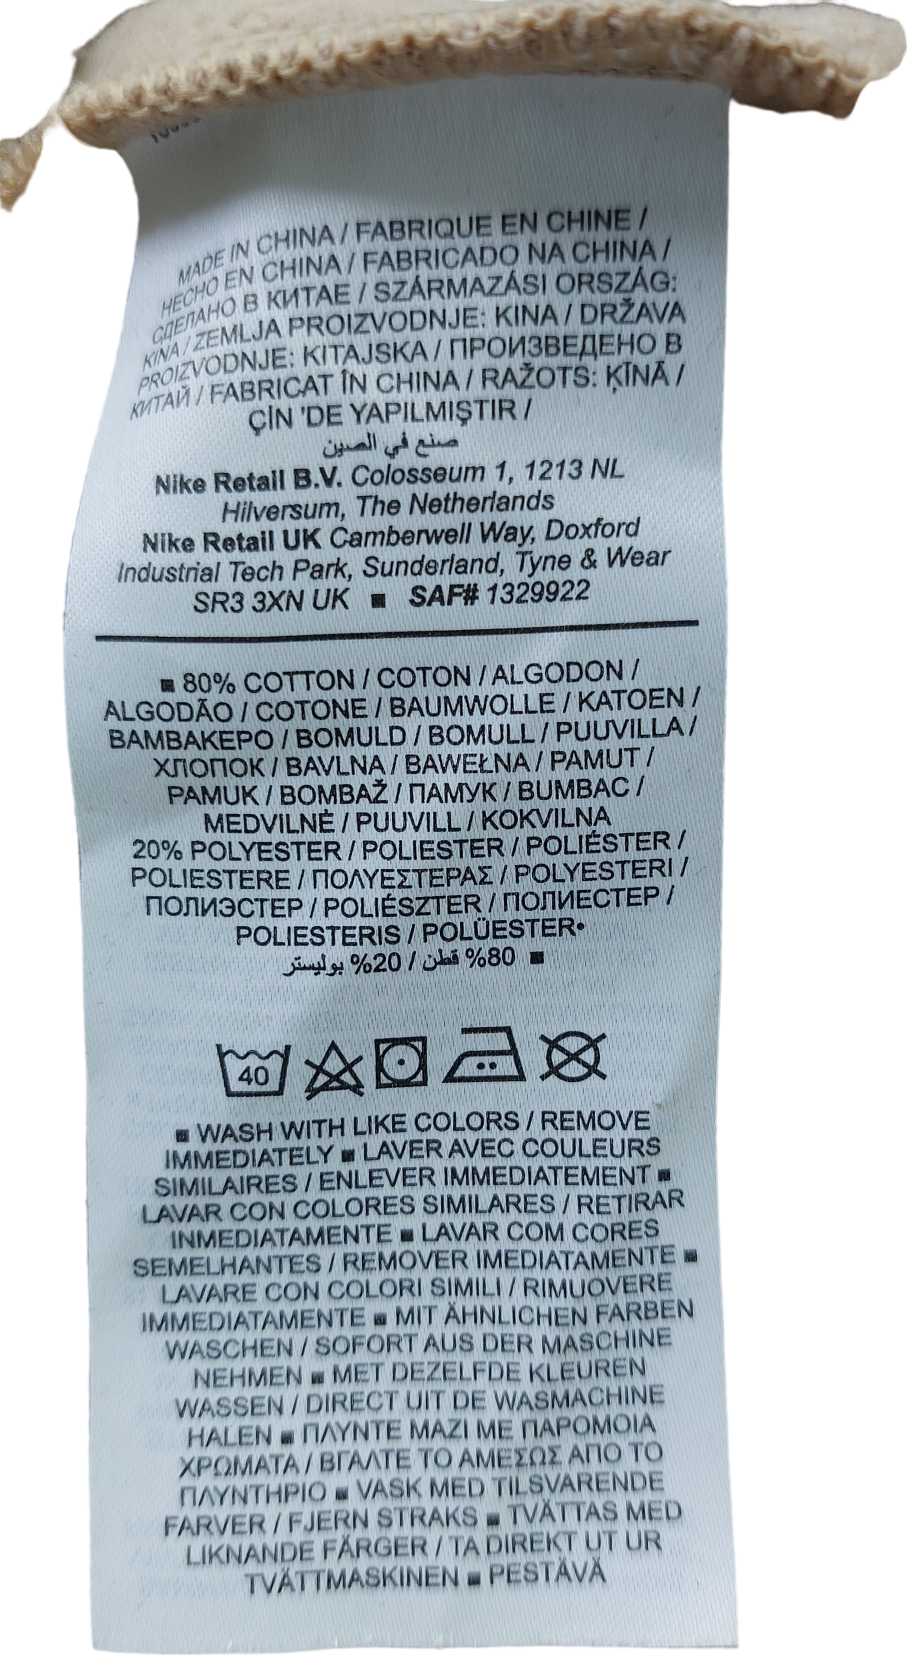 MADE IN CHINA / FABRIQUE EN CHINE /
HECHO EN CHINA / FABRICADO NA CHINA /
СДЕЛАНО В КИТАЕ / SZÁRMAZÁSI ORSZÁG:
KINA / ZEMLJA PROIZVODNJE: KINA / DRŽAVA
PROIZVODNJE: KITAJSKA / ПРОИЗВЕДЕНО В
КИТАЙ / FABRICAT ÎN CHINA / RAŽOTS: ĶĪNĀ /
ÇİN 'DE YAPILMIŞTIR /
صنع في الصين
Nike Retail B.V. Colosseum 1, 1213 NL
Hilversum, The Netherlands
Nike Retail UK Camberwell Way, Doxford
Industrial Tech Park, Sunderland, Tyne & Wear
SR3 3XN UK ■ SAF# 1329922
■ 80% COTTON / COTON / ALGODON /
ALGODÃO / COTONE / BAUMWOLLE / KATOEN /
ΒΑΜΒΑΚΕΡΟ / BOMULD / BOMULL / PUUVILLA /
ХЛОПОК / BAVLNA / BAWEŁNA / PAMUT /
PAMUK / BOMBAŽ / ПАМУК / BUMBAC /
MEDVILNĖ / PUUVILL / KOKVILNA
20% POLYESTER / POLIESTER / POLIÉSTER /
POLIESTERE / ΠΟΛΥΕΣΤΕΡΑΣ / POLYESTERI /
ПОЛИЭСТЕР / POLIÉSZTER / ПОЛИЕСТЕР /
POLIESTERIS / POLÜESTER•
80% قطن / 20% بوليستر ■
40
■ WASH WITH LIKE COLORS / REMOVE
IMMEDIATELY ■ LAVER AVEC COULEURS
SIMILAIRES / ENLEVER IMMEDIATEMENT ■
LAVAR CON COLORES SIMILARES / RETIRAR
INMEDIATAMENTE ■ LAVAR COM CORES
SEMELHANTES / REMOVER IMEDIATAMENTE ■
LAVARE CON COLORI SIMILI / RIMUOVERE
IMMEDIATAMENTE ■ MIT ÄHNLICHEN FARBEN
WASCHEN / SOFORT AUS DER MASCHINE
NEHMEN ■ MET DEZELFDE KLEUREN
WASSEN / DIRECT UIT DE WASMACHINE
HALEN ■ ΠΛΥΝΤΕ ΜΑΖΙ ΜΕ ΠΑΡΟΜΟΙΑ
ΧΡΩΜΑΤΑ / ΒΓΑΛΤΕ ΤΟ ΑΜΕΣΩΣ ΑΠΟ ΤΟ
ΠΛΥΝΤΗΡΙΟ ■ VASK MED TILSVARENDE
FARVER / FJERN STRAKS ■ TVÄTTAS MED
LIKNANDE FÄRGER / TA DIREKT UT UR
TVÄTTMASKINEN ■ PESTÄVÄ